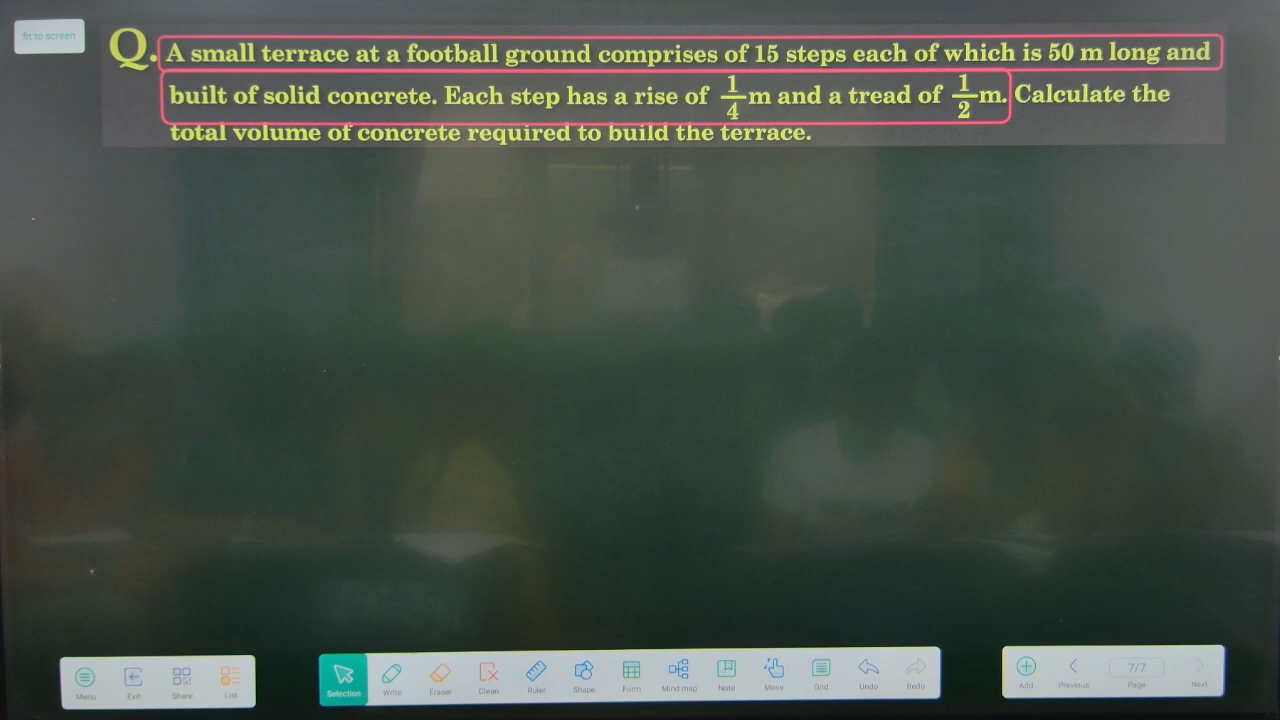 fit to screen
Q. A small terrace at a football ground comprises of 15 steps each of which is 50 m long and
built of solid concrete. Each step has a rise of 1/4 m and a tread of 1/2 m. Calculate the
total volume of concrete required to build the terrace.
Menu Exit Share List
Selection Write Eraser Clean Ruler Shape Form Mind map Note Move Grid Undo Redo
Add Previous 7/7 Page Next